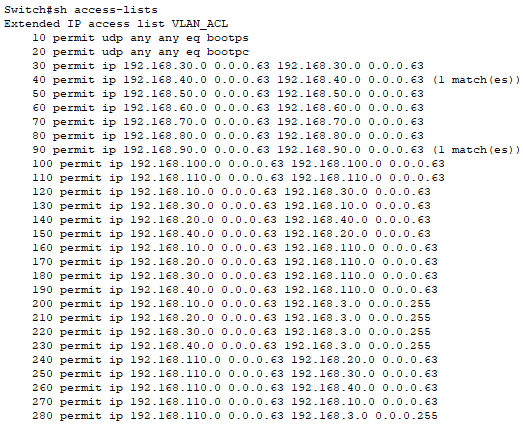 Switch#sh access-lists
Extended IP access list VLAN_ACL
10 permit udp any any eq bootps
20 permit udp any any eq bootpc
30 permit ip 192.168.30.0 0.0.0.63 192.168.30.0 0.0.0.63
40 permit ip 192.168.40.0 0.0.0.63 192.168.40.0 0.0.0.63 (1 match(es))
50 permit ip 192.168.50.0 0.0.0.63 192.168.50.0 0.0.0.63
60 permit ip 192.168.60.0 0.0.0.63 192.168.60.0 0.0.0.63
70 permit ip 192.168.70.0 0.0.0.63 192.168.70.0 0.0.0.63
80 permit ip 192.168.80.0 0.0.0.63 192.168.80.0 0.0.0.63
90 permit ip 192.168.90.0 0.0.0.63 192.168.90.0 0.0.0.63 (1 match(es))
100 permit ip 192.168.100.0 0.0.0.63 192.168.100.0 0.0.0.63
110 permit ip 192.168.110.0 0.0.0.63 192.168.110.0 0.0.0.63
120 permit ip 192.168.10.0 0.0.0.63 192.168.30.0 0.0.0.63
130 permit ip 192.168.30.0 0.0.0.63 192.168.10.0 0.0.0.63
140 permit ip 192.168.20.0 0.0.0.63 192.168.40.0 0.0.0.63
150 permit ip 192.168.40.0 0.0.0.63 192.168.20.0 0.0.0.63
160 permit ip 192.168.10.0 0.0.0.63 192.168.110.0 0.0.0.63
170 permit ip 192.168.20.0 0.0.0.63 192.168.110.0 0.0.0.63
180 permit ip 192.168.30.0 0.0.0.63 192.168.110.0 0.0.0.63
190 permit ip 192.168.40.0 0.0.0.63 192.168.110.0 0.0.0.63
200 permit ip 192.168.10.0 0.0.0.63 192.168.3.0 0.0.0.255
210 permit ip 192.168.20.0 0.0.0.63 192.168.3.0 0.0.0.255
220 permit ip 192.168.30.0 0.0.0.63 192.168.3.0 0.0.0.255
230 permit ip 192.168.40.0 0.0.0.63 192.168.3.0 0.0.0.255
240 permit ip 192.168.110.0 0.0.0.63 192.168.20.0 0.0.0.63
250 permit ip 192.168.110.0 0.0.0.63 192.168.30.0 0.0.0.63
260 permit ip 192.168.110.0 0.0.0.63 192.168.40.0 0.0.0.63
270 permit ip 192.168.110.0 0.0.0.63 192.168.10.0 0.0.0.63
280 permit ip 192.168.110.0 0.0.0.63 192.168.3.0 0.0.0.255